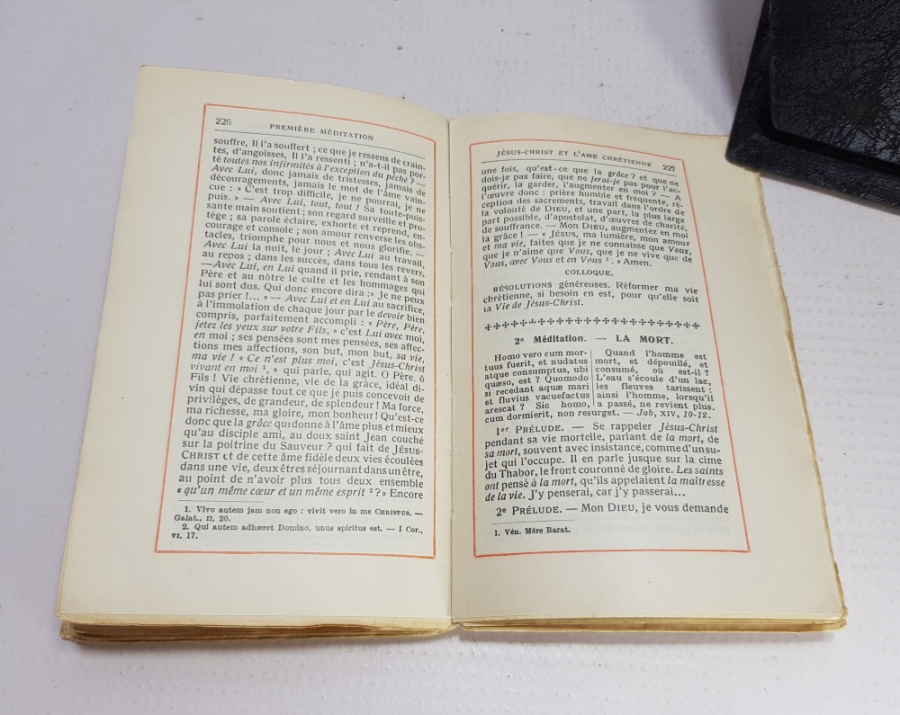 226
PREMIÈRE MÉDITATION
souffre, Il l'a souffert ; ce que je ressens de crain-
tes, d'angoisses, Il l'a ressenti ; n'a-t-il pas por-
té toutes nos infirmités à l'exception du péché ? —
Avec Lui, donc jamais de tristesses, jamais de
découragements, jamais le mot de l'âme vain-
cue : « C'est trop difficile, je ne pourrai, je ne
puis. » — Avec Lui, tout, tout ! Sa toute-puis-
sante main soutient ; son regard surveille et pro-
tège ; sa parole éclaire, exhorte et reprend, en-
courage et console ; son amour renverse les obs-
tacles, triomphe pour nous et nous glorifie. —
Avec Lui la nuit, le jour ; Avec Lui au travail,
au repos ; dans les succès, dans tous les revers.
—Avec Lui, en Lui quand il prie, rendant à son
Père et au nôtre le culte et les hommages qui
lui sont dus. Qui donc encore dira :« Je ne peux
pas prier !... » — Avec Lui et en Lui au sacrifice,
à l'immolation de chaque jour par le devoir bien
compris, parfaitement accompli : « Père, Père,
jetez les yeux sur votre Fils, » c'est Lui avec moi,
en moi ; ses pensées sont mes pensées, ses affec-
tions mes affections, son but, mon but, sa vie,
ma vie ! « Ce n'est plus moi, c'est Jésus-Christ
vivant en moi ¹, » qui parle, qui agit. O Père, ô
Fils ! Vie chrétienne, vie de la grâce, idéal di-
vin qui dépasse tout ce que je puis concevoir de
privilèges, de grandeur, de splendeur ! Ma force,
ma richesse, ma gloire, mon bonheur! Qu'est-ce
donc que la grâce qui donne à l'âme plus et mieux
qu'au disciple ami, au doux saint Jean couché
sur la poitrine du Sauveur ? qui fait de JÉSUS-
CHRIST et de cette âme fidèle deux vies écoulées
dans une vie, deux êtres séjournant dans un être,
au point de n'avoir plus tous deux ensemble
« qu'un même cœur et un même esprit ²?» Encore
1. Vivo autem jam non ego : vivit vero in me CHRISTUS. —
Galat., II, 20.
2. Qui autem adhæret Domino, unus spiritus est. — I Cor.,
VI. 17.
JÉSUS-CHRIST ET L'AME CHRÉTIENNE
227
une fois, qu'est-ce que la grâce ? et que ne
dois-je pas faire, que ne ferai-je pas pour l'ac-
quérir, la garder, l'augmenter en moi ? — A
l'œuvre donc : prière humble et fréquente, ré-
ception des sacrements, travail dans l'ordre de
la volonté de DIEU, et une part, la plus large
part possible, d'apostolat, d'œuvres de charité,
de souffrance. — Mon DIEU, augmentez en moi
la grâce ! — « JÉSUS, ma lumière, mon amour
et ma vie, faites que je ne connaisse que Vous,
que je n'aime que Vous, que je ne vive que de
Vous, avec Vous et en Vous ¹. » Amen.
COLLOQUE.
RÉSOLUTIONS généreuses. Réformer ma vie
chrétienne, si besoin en est, pour qu'elle soit
la Vie de Jésus-Christ.
2ᵉ Méditation. — LA MORT.
Homo vero cum mor-
tuus fuerit, et nudatus
atque consumptus, ubi
quæso, est ? Quomodo
si recedant aquæ mari
et fluvius vacuefactus
arescat ? Sic homo,
Quand l'homme est
mort, et dépouillé, et
consumé, où est-il ?
L'eau s'écoule d'un lac,
les fleuves tarissent :
ainsi l'homme, lorsqu'il
a passé, ne revient plus.
cum dormierit, non resurget. — Job, XIV, 10-12.
1ᵉʳ PRÉLUDE. — Se rappeler Jésus-Christ
pendant sa vie mortelle, parlant de la mort, de
sa mort, souvent avec insistance, comme d'un su-
jet qui l'occupe. Il en parle jusque sur la cime
du Thabor, le front couronné de gloire. Les saints
ont pensé à la mort, qu'ils appelaient la maîtresse
de la vie. J'y penserai, car j'y passerai...
2ᵉ PRÉLUDE. — Mon DIEU, je vous demande
1. Vén. Mère Barat.